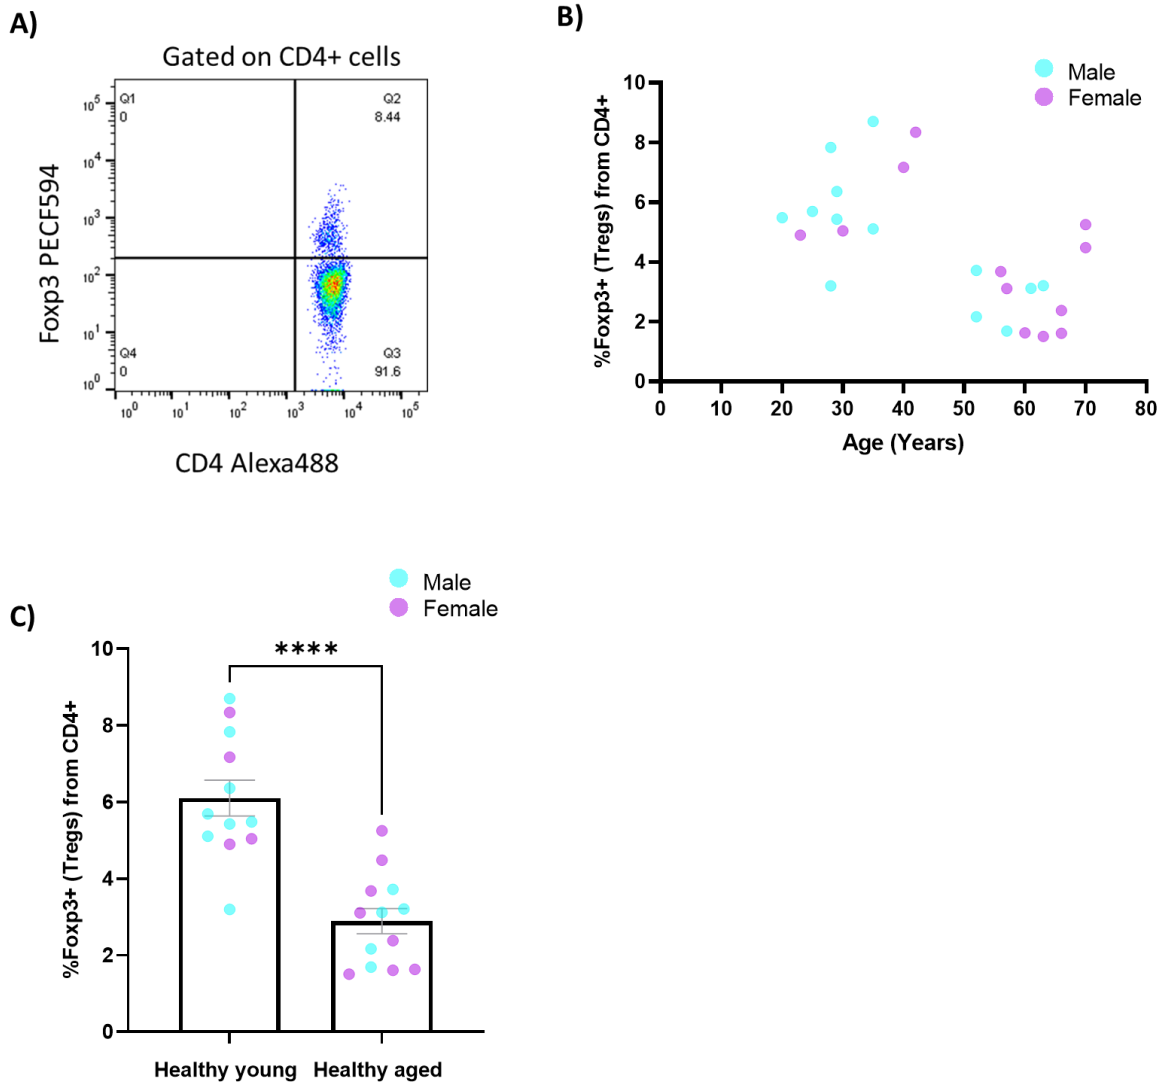 A)
Gated on CD4+ cells
Q1
0
Q2
8.44
Q4
0
Q3
91.6
10^5
10^4
10^3
10^2
10^1
10^0
10^0 10^1 10^2 10^3 10^4 10^5
Foxp3 PECF594
CD4 Alexa488
B)
Male
Female
%Foxp3+ (Tregs) from CD4+
10
8
6
4
2
0
0 10 20 30 40 50 60 70 80
Age (Years)
C)
Male
Female
****
%Foxp3+ (Tregs) from CD4+
10
8
6
4
2
0
Healthy young Healthy aged